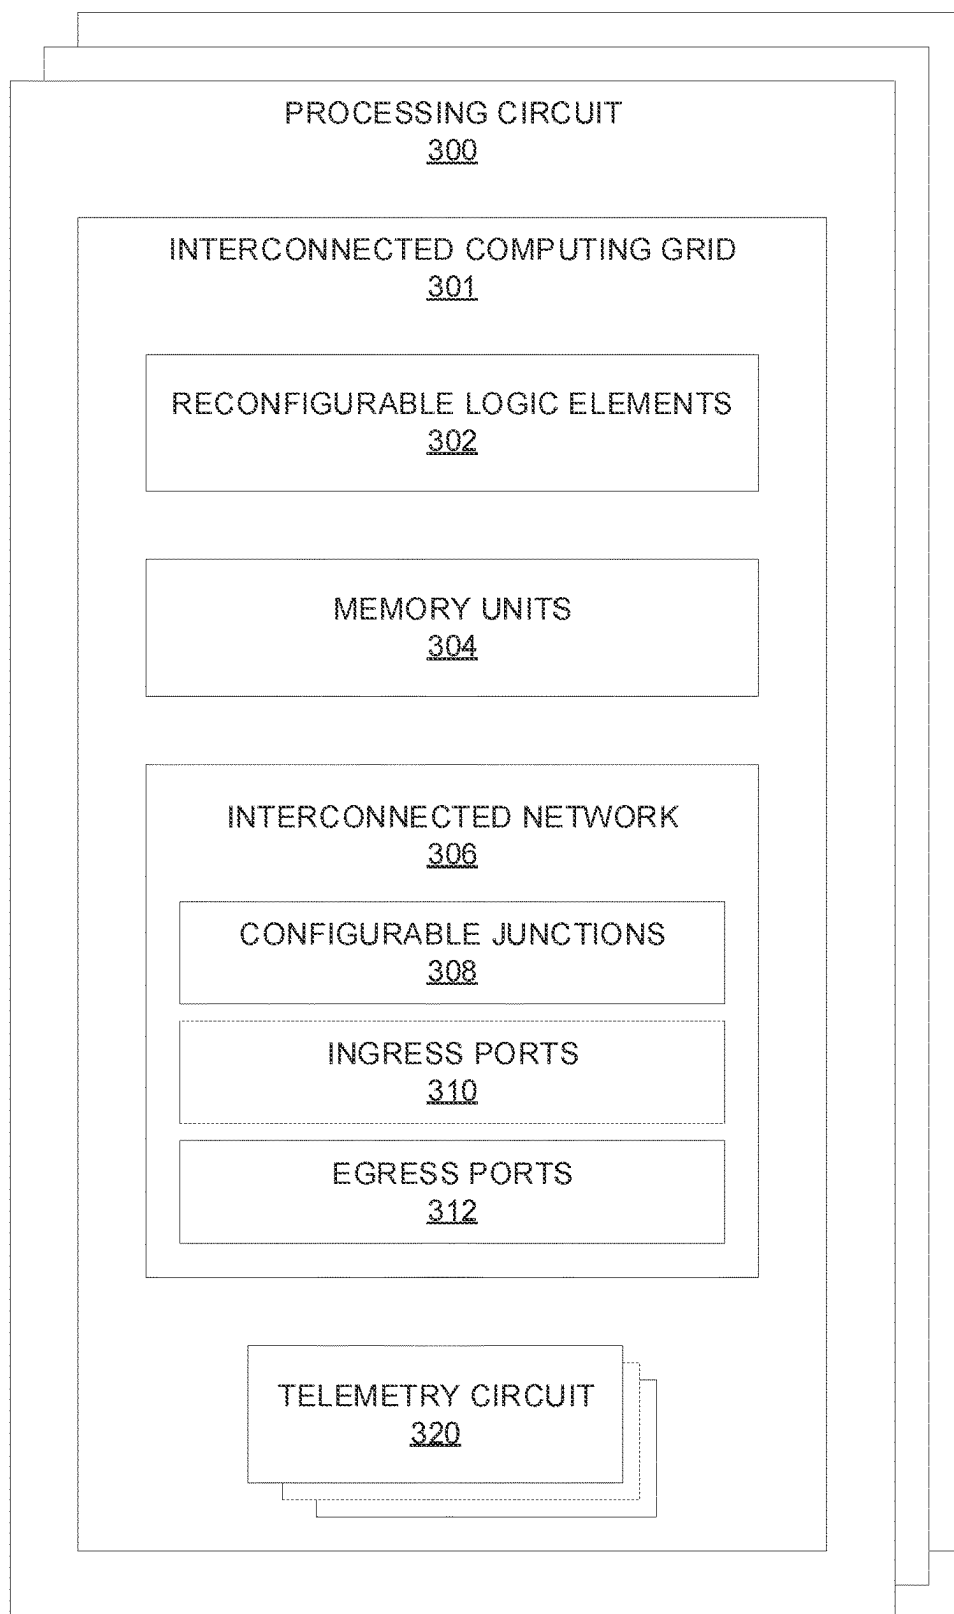 PROCESSING CIRCUIT
300
INTERCONNECTED COMPUTING GRID
301
RECONFIGURABLE LOGIC ELEMENTS
302
MEMORY UNITS
304
INTERCONNECTED NETWORK
306
CONFIGURABLE JUNCTIONS
308
INGRESS PORTS
310
EGRESS PORTS
312
TELEMETRY CIRCUIT
320